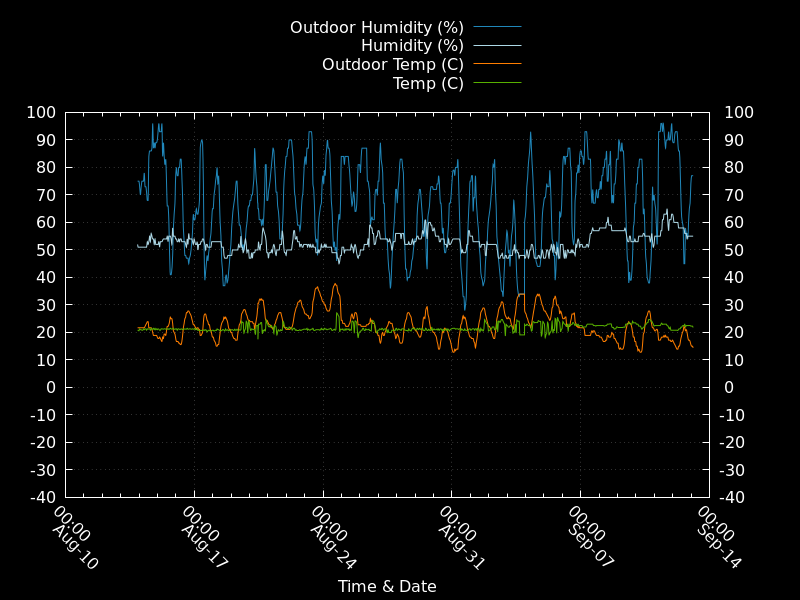 Outdoor Humidity (%)
Humidity (%)
Outdoor Temp (C)
Temp (C)
100 100
90 90
80 80
70 70
60 60
50 50
40 40
30 30
20 20
10 10
0 0
-10 -10
-20 -20
-30 -30
-40 -40
00:00 00:00 00:00 00:00 00:00 00:00
Aug-10 Aug-17 Aug-24 Aug-31 Sep-07 Sep-14
Time & Date